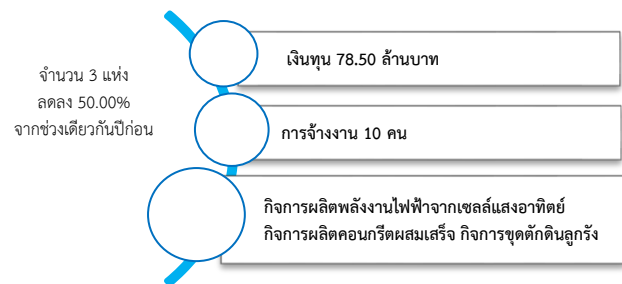 จำนวน 3 แห่ง
ลดลง 50.00%
จากช่วงเดียวกันปีก่อน
เงินทุน 78.50 ล้านบาท
การจ้างงาน 10 คน
กิจการผลิตพลังงานไฟฟ้าจากเซลล์แสงอาทิตย์
กิจการผลิตคอนกรีตผสมเสร็จ กิจการขุดตักดินลูกรัง